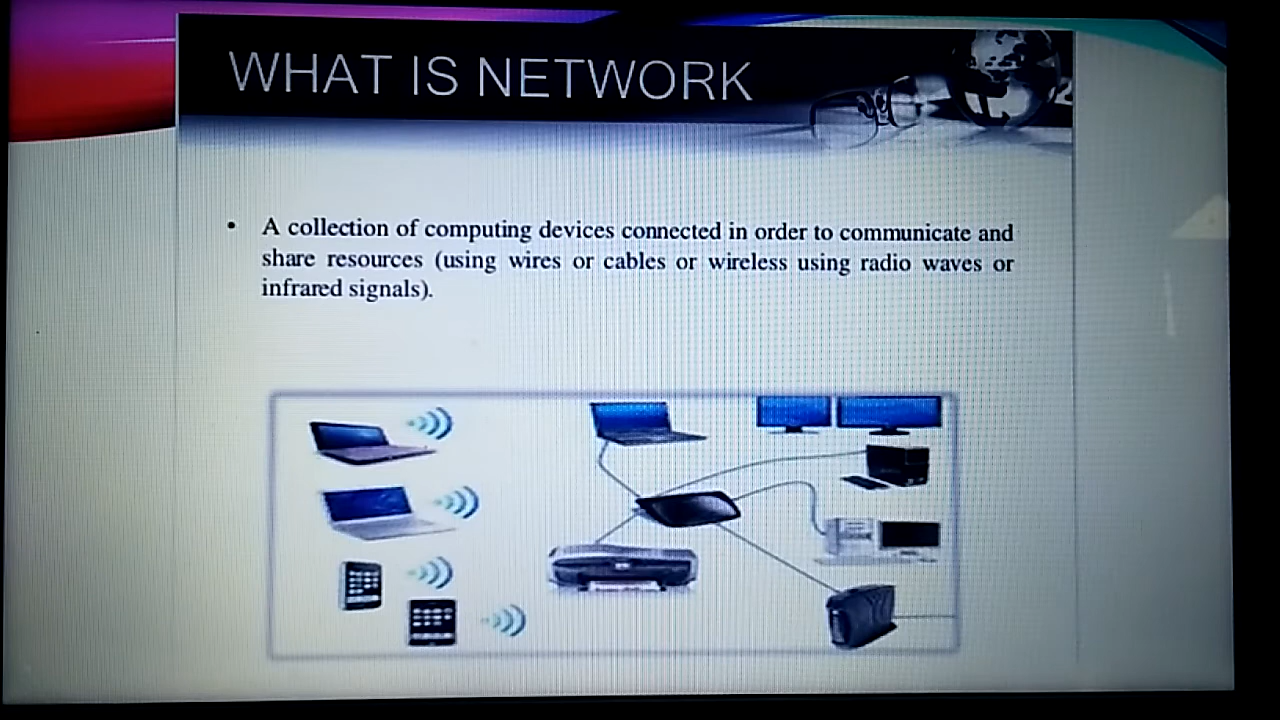 WHAT IS NETWORK
• A collection of computing devices connected in order to communicate and
share resources (using wires or cables or wireless using radio waves or
infrared signals).